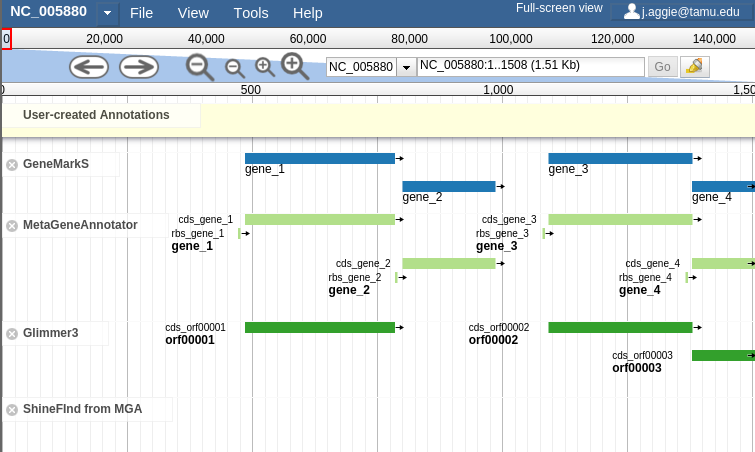 NC_005880 File View Tools Help Full-screen view j.aggie@tamu.edu
0 20,000 40,000 60,000 80,000 100,000 120,000 140,000
NC_005880 NC_005880:1..1508 (1.51 Kb) Go
0 500 1,000 1,50
User-created Annotations
GeneMarkS
gene_1 gene_3
gene_2 gene_4
MetaGeneAnnotator
cds_gene_1 cds_gene_3
rbs_gene_1 rbs_gene_3
gene_1 gene_3
cds_gene_2 cds_gene_4
rbs_gene_2 rbs_gene_4
gene_2 gene_4
Glimmer3
cds_orf00001 cds_orf00002
orf00001 orf00002
cds_orf00003
orf00003
ShineFInd from MGA